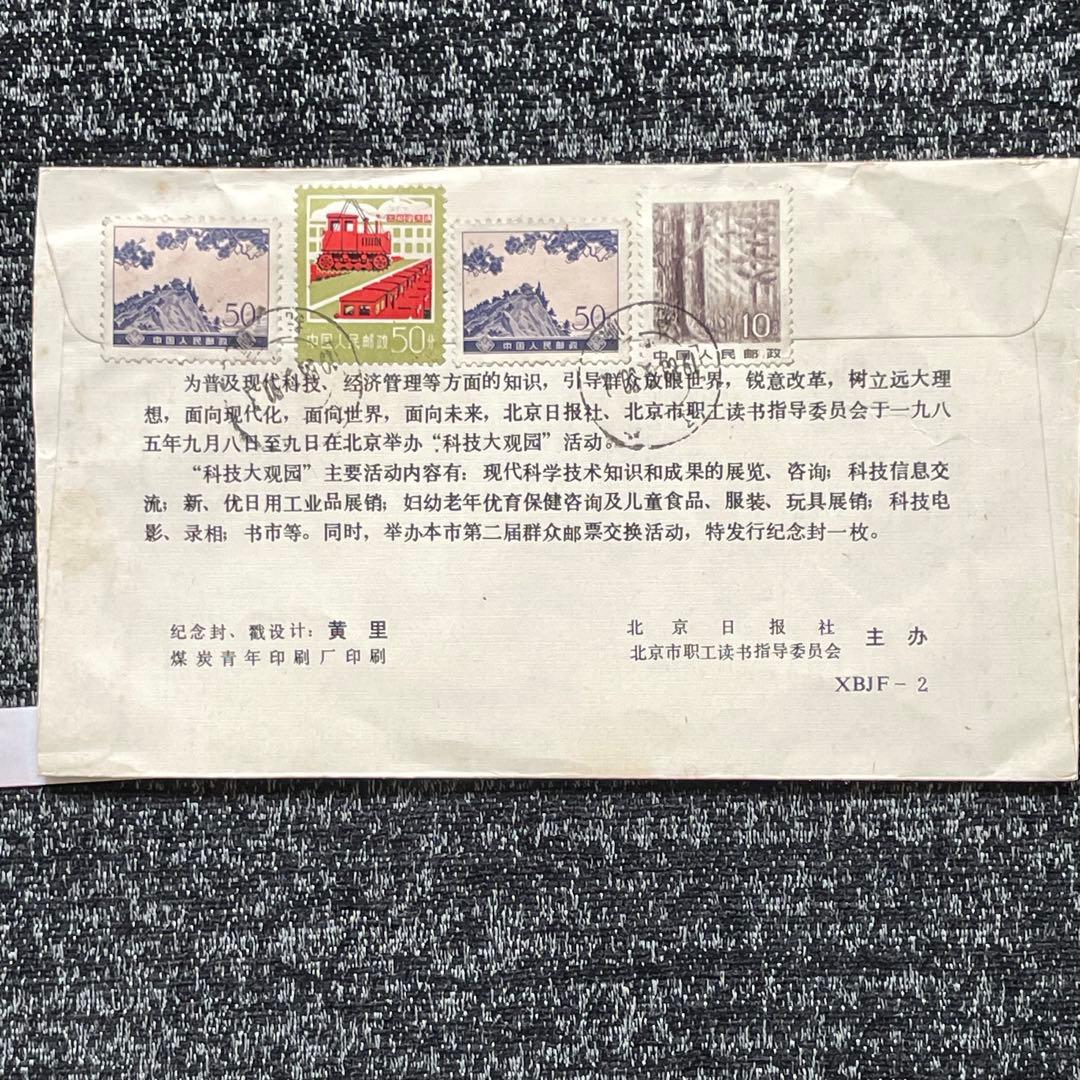 50
中国人民邮政
中国人民邮政50分
50
中国人民邮政
10
中国人民邮政
为普及现代科技、经济管理等方面的知识，引导群众放眼世界，锐意改革，树立远大理
想，面向现代化，面向世界，面向未来，北京日报社、北京市职工读书指导委员会于一九八
五年九月八日至九日在北京举办“科技大观园”活动。
“科技大观园”主要活动内容有：现代科学技术知识和成果的展览、咨询；科技信息交
流；新、优日用工业品展销；妇幼老年优育保健咨询及儿童食品、服装、玩具展销；科技电
影、录相；书市等。同时，举办本市第二届群众邮票交换活动，特发行纪念封一枚。
纪念封、戳设计：黄里
煤炭青年印刷厂印刷
北京日报社
北京市职工读书指导委员会
主办
XBJF－2